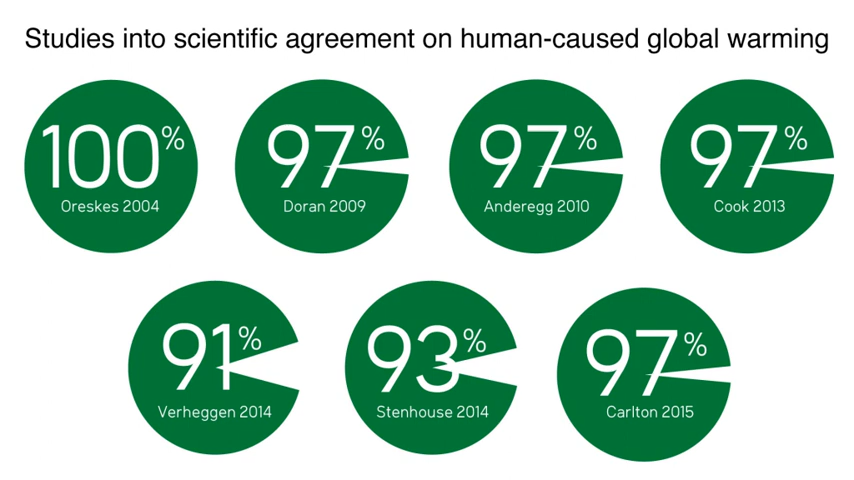 Studies into scientific agreement on human-caused global warming
100%
Oreskes 2004
97%
Doran 2009
97%
Anderegg 2010
97%
Cook 2013
91%
Verheggen 2014
93%
Stenhouse 2014
97%
Carlton 2015